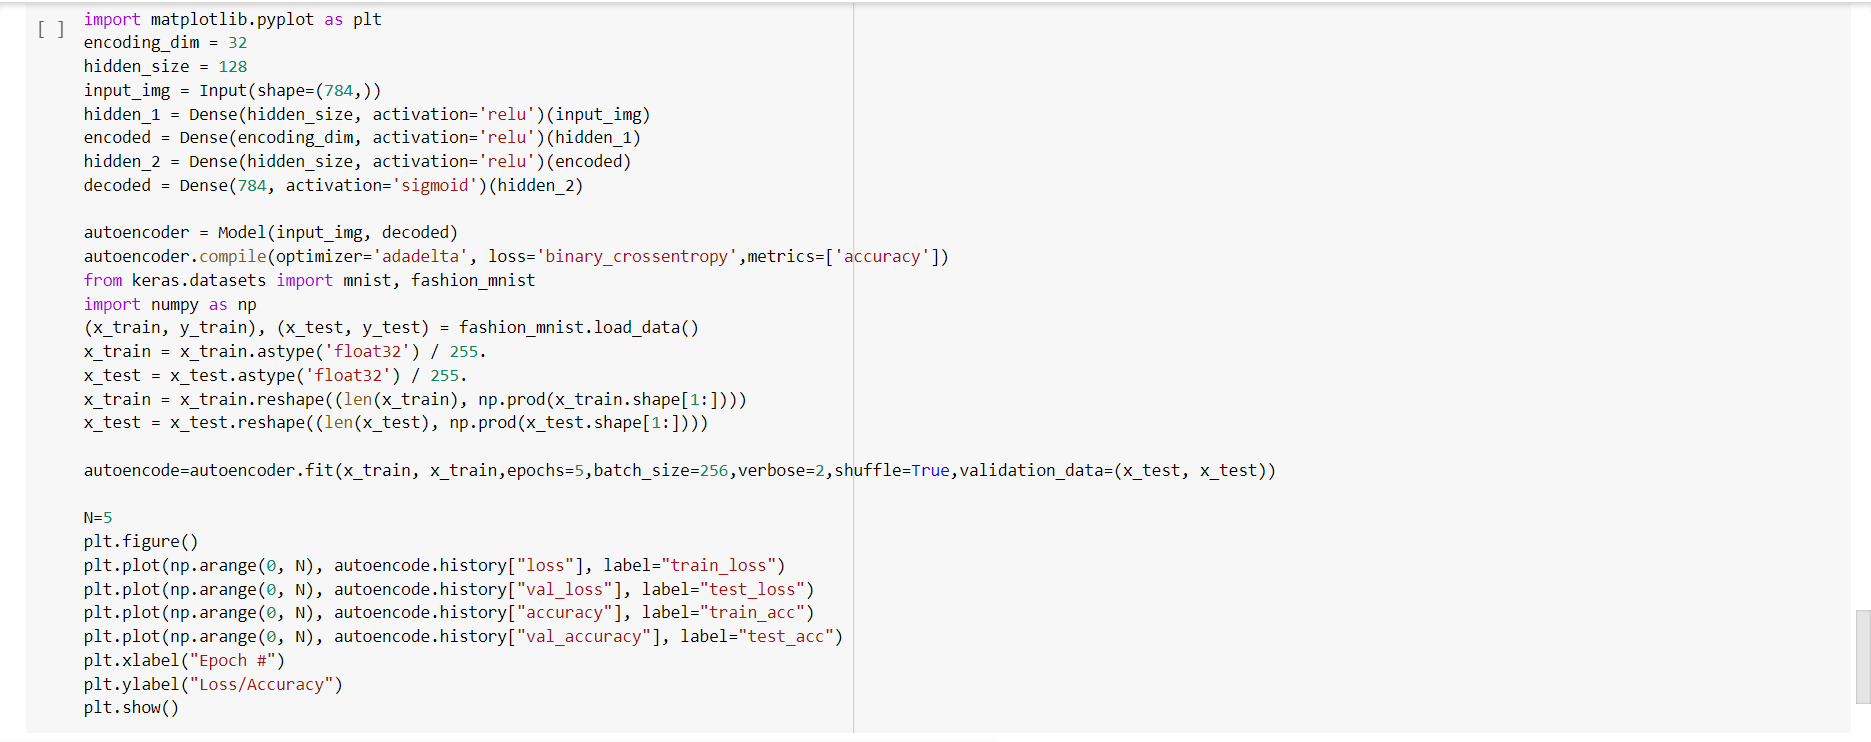 [ ]
import matplotlib.pyplot as plt
encoding_dim = 32
hidden_size = 128
input_img = Input(shape=(784,))
hidden_1 = Dense(hidden_size, activation='relu')(input_img)
encoded = Dense(encoding_dim, activation='relu')(hidden_1)
hidden_2 = Dense(hidden_size, activation='relu')(encoded)
decoded = Dense(784, activation='sigmoid')(hidden_2)

autoencoder = Model(input_img, decoded)
autoencoder.compile(optimizer='adadelta', loss='binary_crossentropy',metrics=['accuracy'])
from keras.datasets import mnist, fashion_mnist
import numpy as np
(x_train, y_train), (x_test, y_test) = fashion_mnist.load_data()
x_train = x_train.astype('float32') / 255.
x_test = x_test.astype('float32') / 255.
x_train = x_train.reshape((len(x_train), np.prod(x_train.shape[1:])))
x_test = x_test.reshape((len(x_test), np.prod(x_test.shape[1:])))

autoencode=autoencoder.fit(x_train, x_train,epochs=5,batch_size=256,verbose=2,shuffle=True,validation_data=(x_test, x_test))

N=5
plt.figure()
plt.plot(np.arange(0, N), autoencode.history["loss"], label="train_loss")
plt.plot(np.arange(0, N), autoencode.history["val_loss"], label="test_loss")
plt.plot(np.arange(0, N), autoencode.history["accuracy"], label="train_acc")
plt.plot(np.arange(0, N), autoencode.history["val_accuracy"], label="test_acc")
plt.xlabel("Epoch #")
plt.ylabel("Loss/Accuracy")
plt.show()